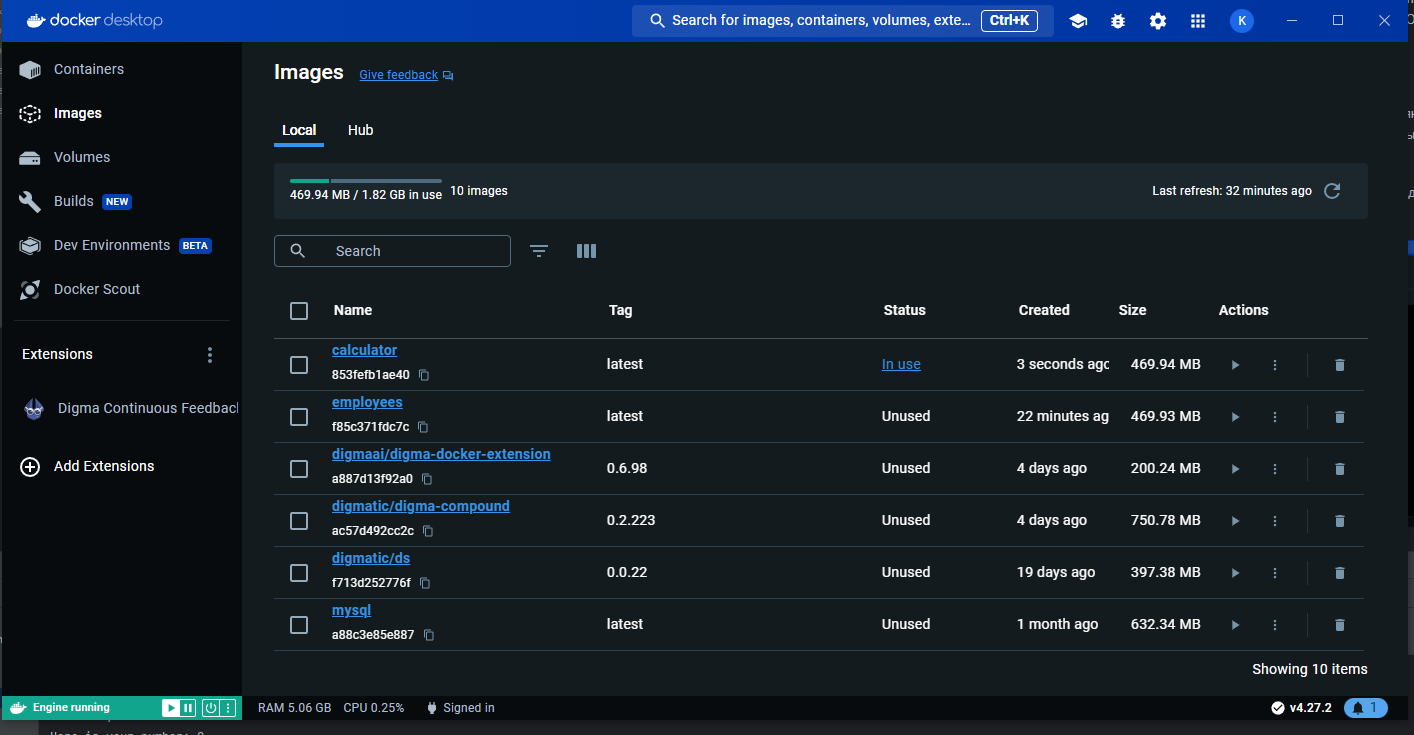 docker desktop
Search for images, containers, volumes, exte...
Ctrl+K
K
Containers
Images
Volumes
Builds NEW
Dev Environments BETA
Docker Scout
Extensions
Digma Continuous Feedbac
Add Extensions
Images Give feedback
Local Hub
469.94 MB / 1.82 GB in use 10 images
Last refresh: 32 minutes ago
Search
Name Tag Status Created Size Actions
calculator
853fefb1ae40
latest In use 3 seconds ago 469.94 MB
employees
f85c371fdc7c
latest Unused 22 minutes ag 469.93 MB
digmaai/digma-docker-extension
a887d13f92a0
0.6.98 Unused 4 days ago 200.24 MB
digmatic/digma-compound
ac57d492cc2c
0.2.223 Unused 4 days ago 750.78 MB
digmatic/ds
f713d252776f
0.0.22 Unused 19 days ago 397.38 MB
mysql
a88c3e85e887
latest Unused 1 month ago 632.34 MB
Showing 10 items
Engine running
RAM 5.06 GB CPU 0.25% Signed in
v4.27.2
1